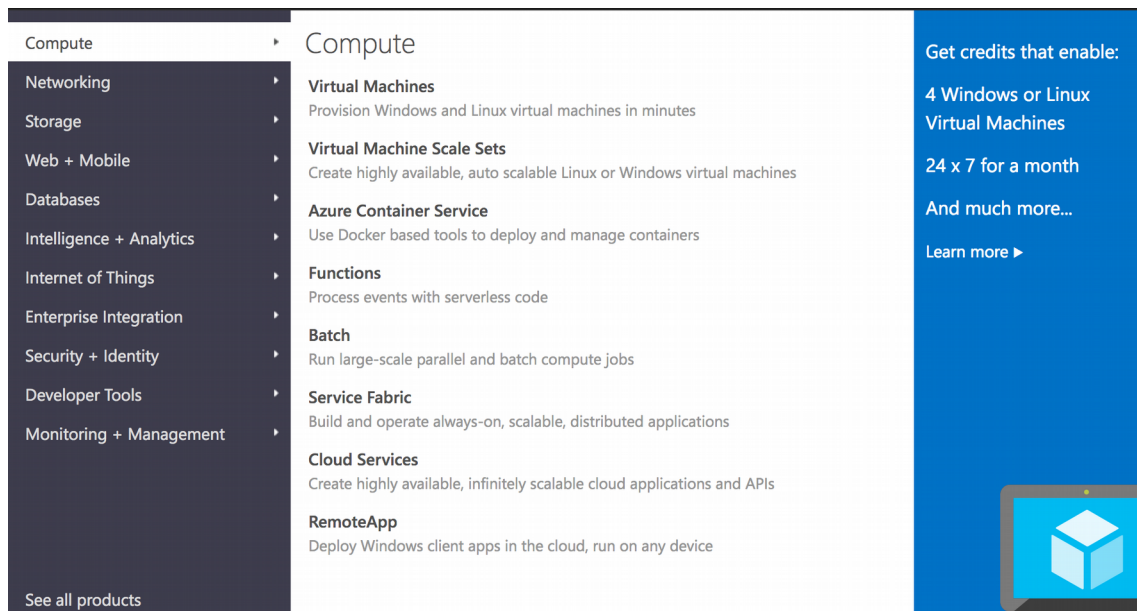 Compute
Networking
Storage
Web + Mobile
Databases
Intelligence + Analytics
Internet of Things
Enterprise Integration
Security + Identity
Developer Tools
Monitoring + Management
See all products
Compute
Virtual Machines
Provision Windows and Linux virtual machines in minutes
Virtual Machine Scale Sets
Create highly available, auto scalable Linux or Windows virtual machines
Azure Container Service
Use Docker based tools to deploy and manage containers
Functions
Process events with serverless code
Batch
Run large-scale parallel and batch compute jobs
Service Fabric
Build and operate always-on, scalable, distributed applications
Cloud Services
Create highly available, infinitely scalable cloud applications and APIs
RemoteApp
Deploy Windows client apps in the cloud, run on any device
Get credits that enable:
4 Windows or Linux
Virtual Machines
24 x 7 for a month
And much more...
Learn more